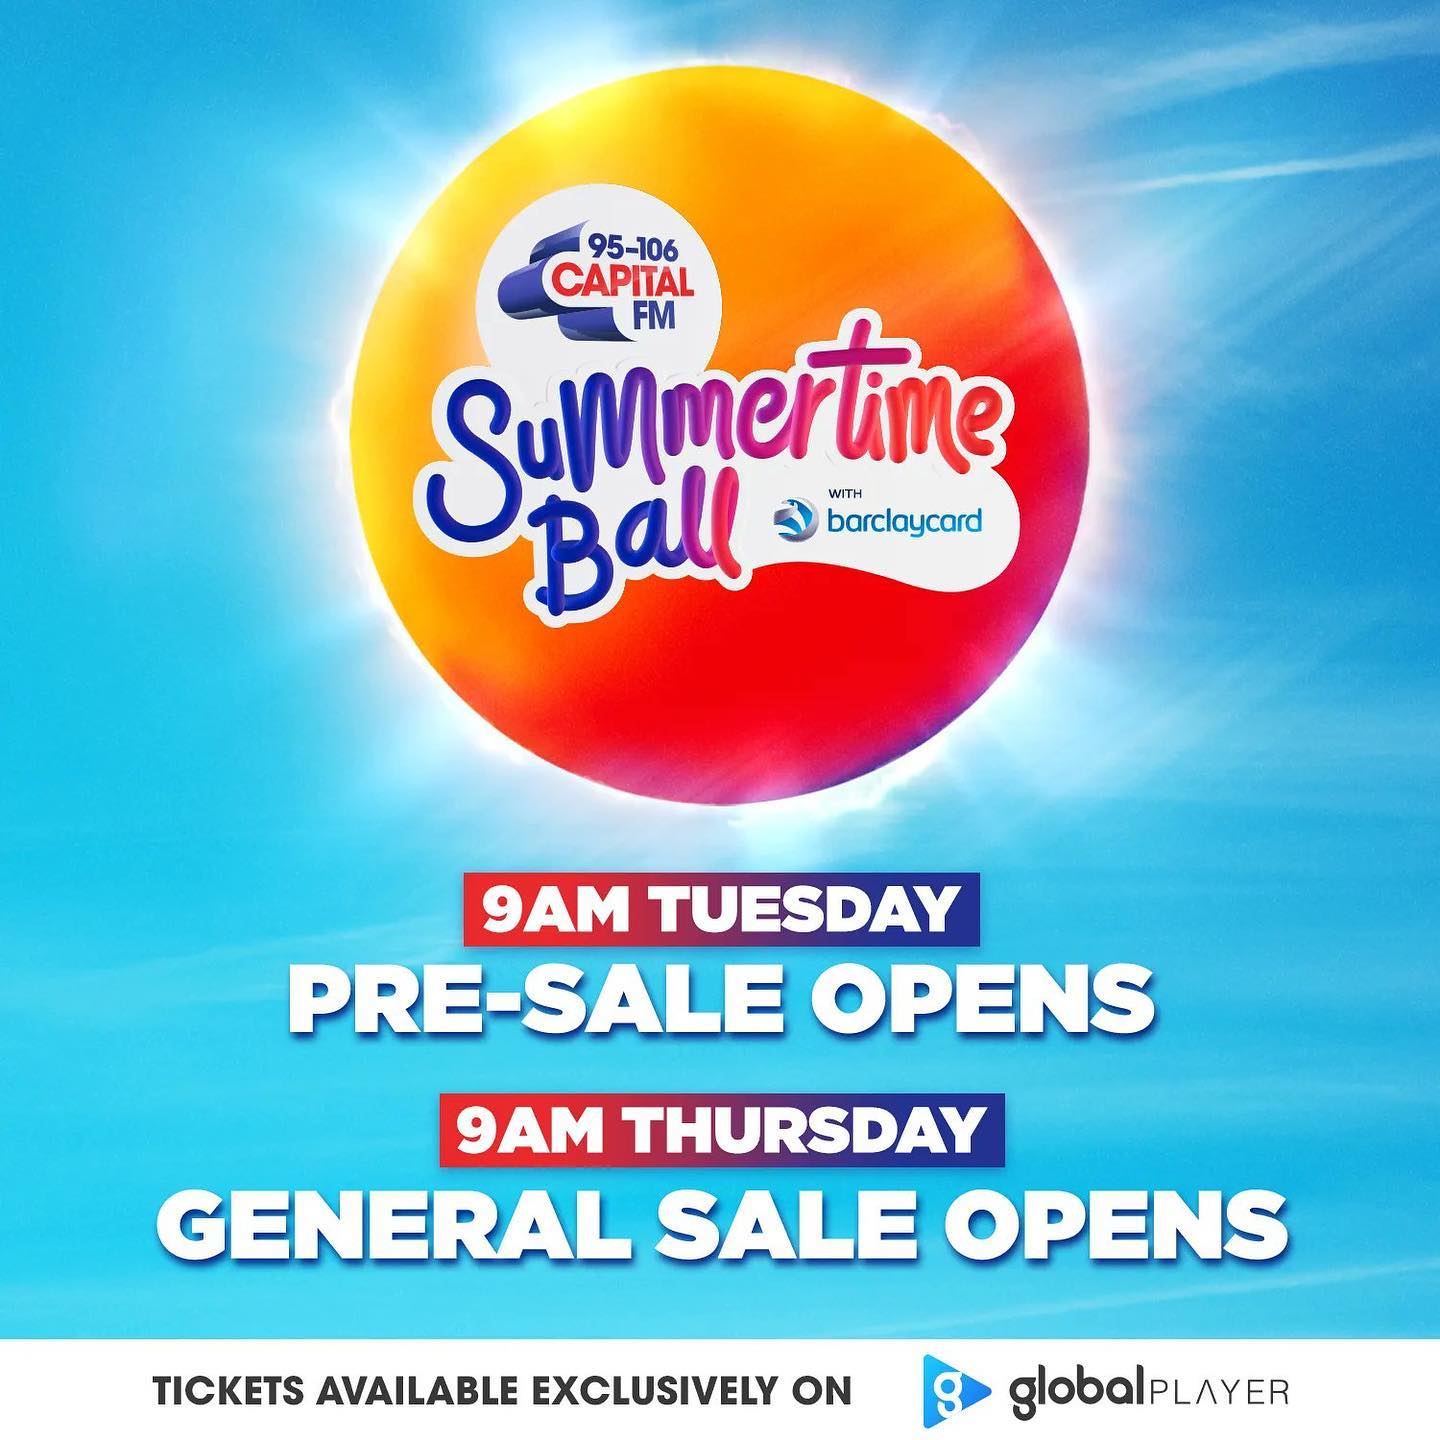 95-106
CAPITAL
FM
Summertime
Ball
WITH
barclaycard
9AM TUESDAY
PRE-SALE OPENS
9AM THURSDAY
GENERAL SALE OPENS
TICKETS AVAILABLE EXCLUSIVELY ON
g globalPLAYER